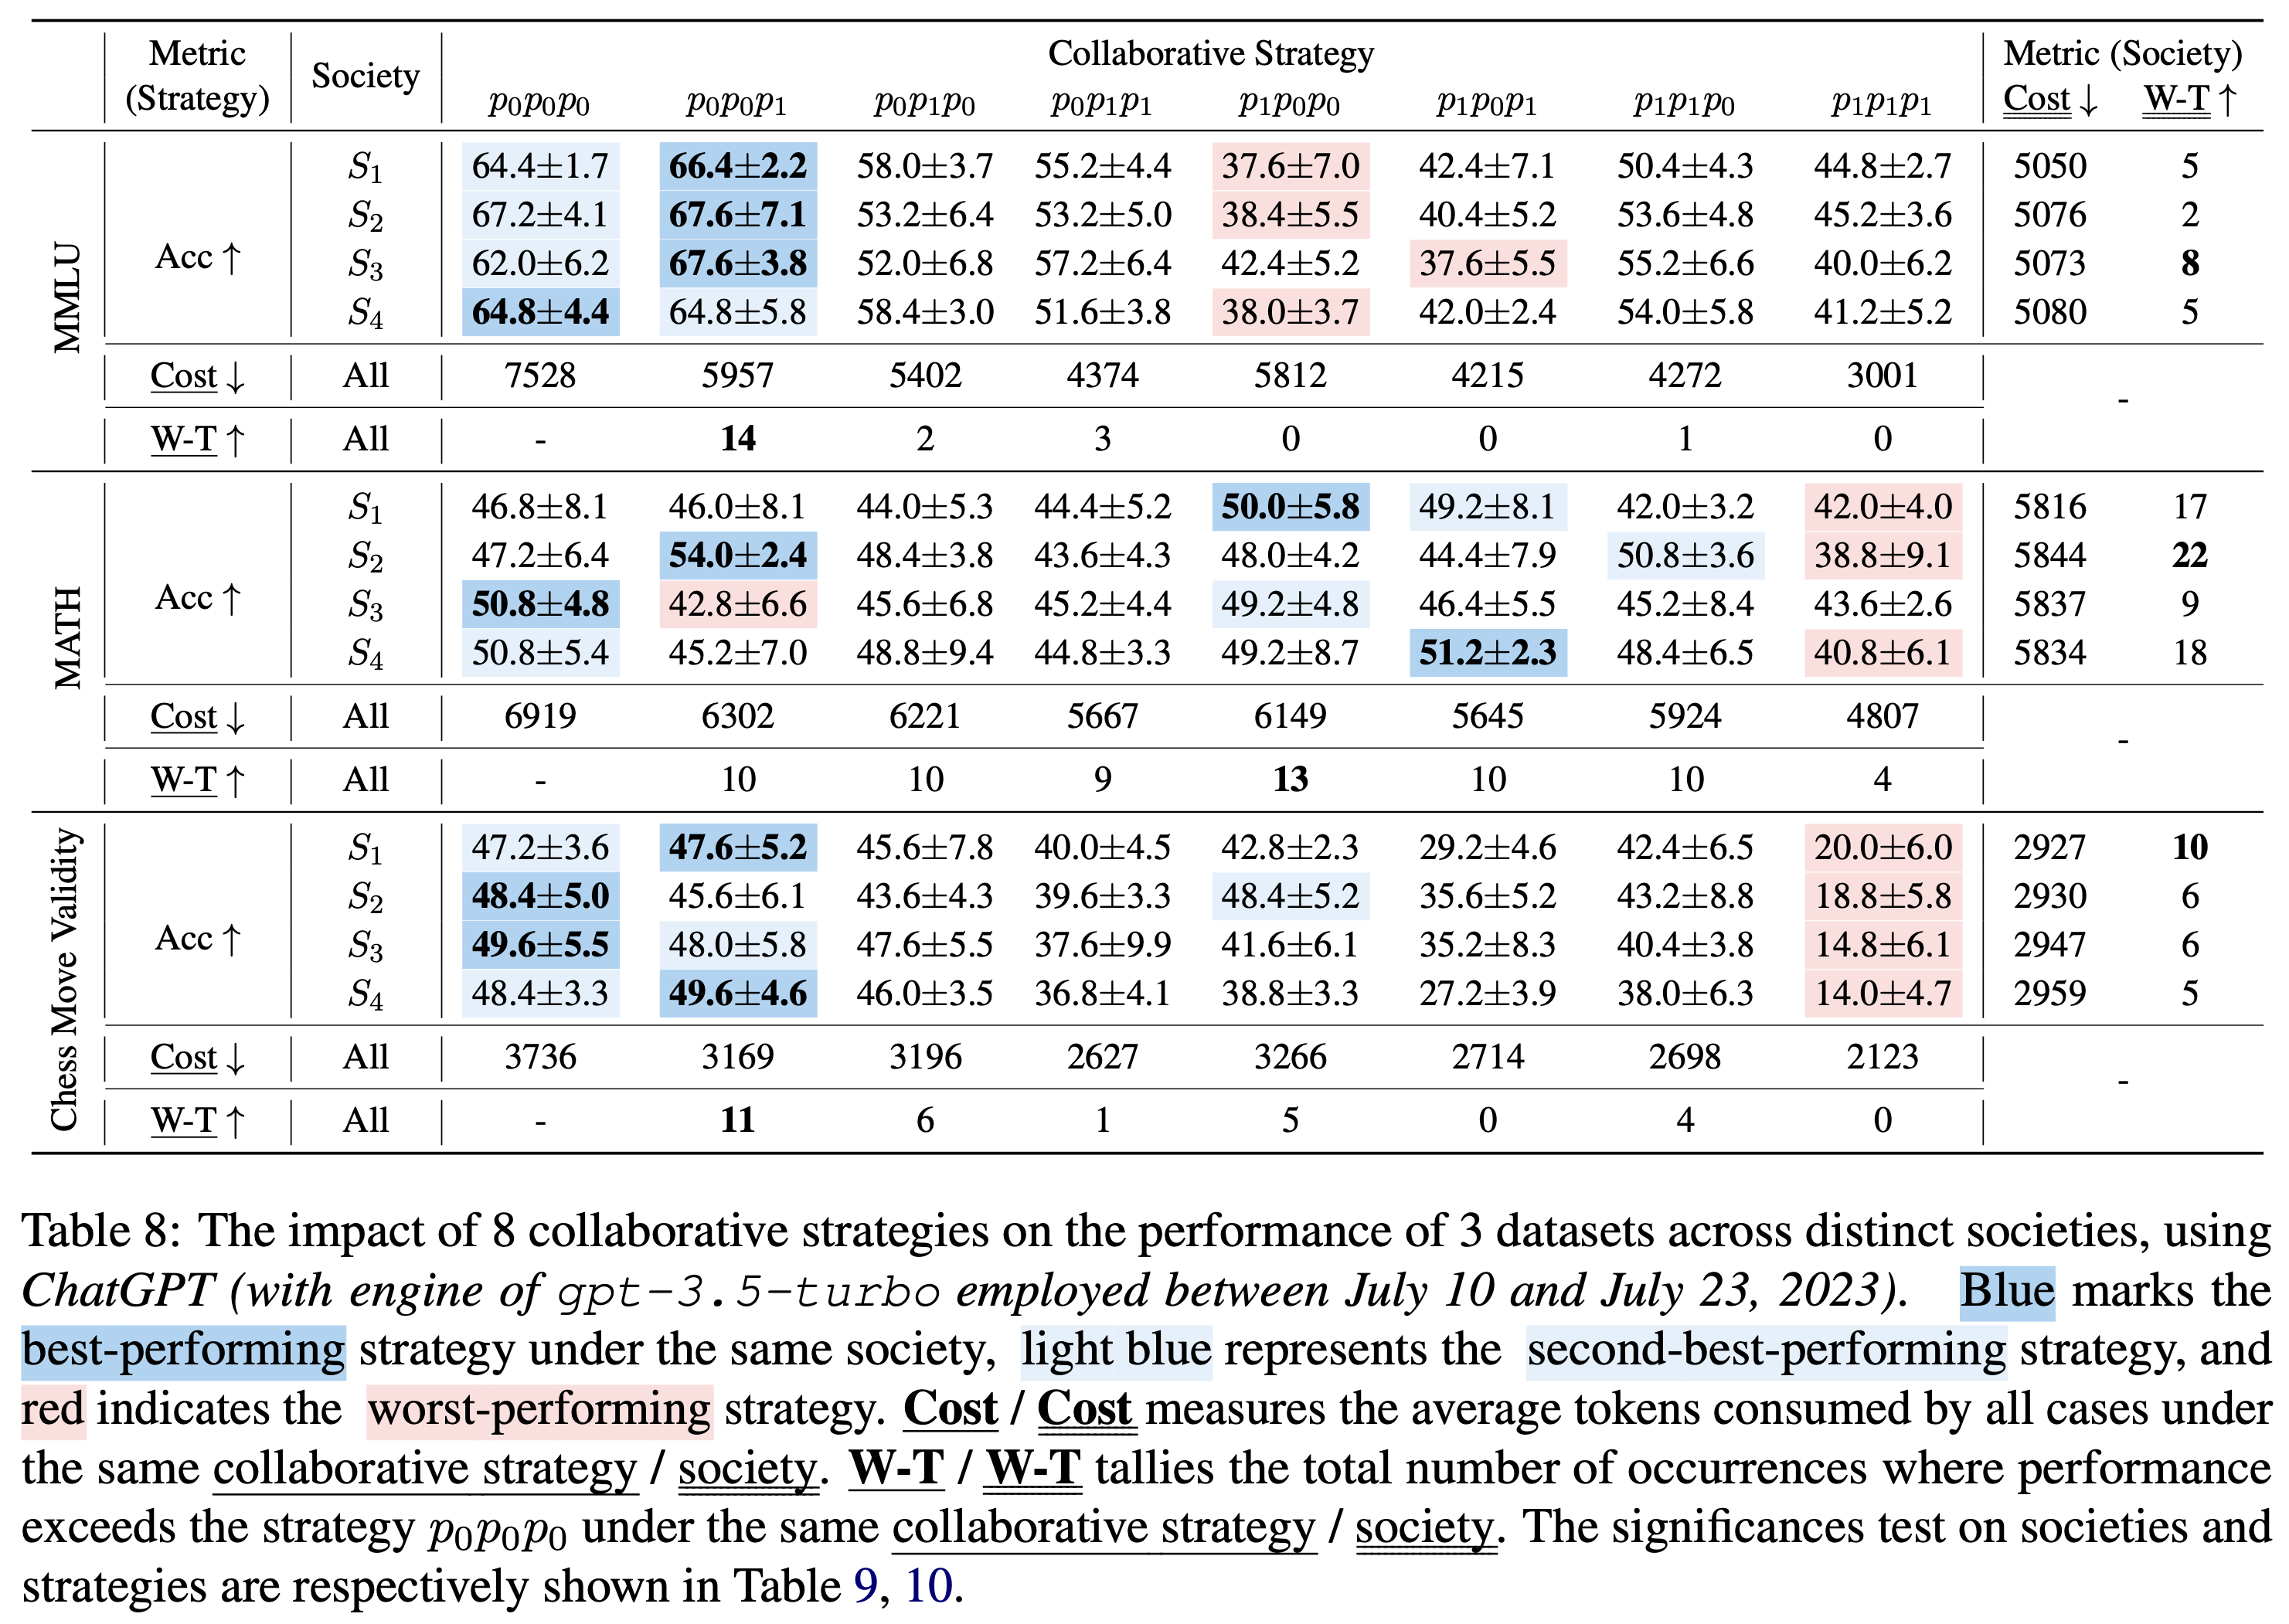 Metric (Strategy) Society Collaborative Strategy Metric (Society)
p₀p₀p₀ p₀p₀p₁ p₀p₁p₀ p₀p₁p₁ p₁p₀p₀ p₁p₀p₁ p₁p₁p₀ p₁p₁p₁ Cost ↓ W-T ↑
MMLU
Acc ↑
S₁ 64.4±1.7 66.4±2.2 58.0±3.7 55.2±4.4 37.6±7.0 42.4±7.1 50.4±4.3 44.8±2.7 5050 5
S₂ 67.2±4.1 67.6±7.1 53.2±6.4 53.2±5.0 38.4±5.5 40.4±5.2 53.6±4.8 45.2±3.6 5076 2
S₃ 62.0±6.2 67.6±3.8 52.0±6.8 57.2±6.4 42.4±5.2 37.6±5.5 55.2±6.6 40.0±6.2 5073 8
S₄ 64.8±4.4 64.8±5.8 58.4±3.0 51.6±3.8 38.0±3.7 42.0±2.4 54.0±5.8 41.2±5.2 5080 5
Cost ↓ All 7528 5957 5402 4374 5812 4215 4272 3001 -
W-T ↑ All - 14 2 3 0 0 1 0
MATH
Acc ↑
S₁ 46.8±8.1 46.0±8.1 44.0±5.3 44.4±5.2 50.0±5.8 49.2±8.1 42.0±3.2 42.0±4.0 5816 17
S₂ 47.2±6.4 54.0±2.4 48.4±3.8 43.6±4.3 48.0±4.2 44.4±7.9 50.8±3.6 38.8±9.1 5844 22
S₃ 50.8±4.8 42.8±6.6 45.6±6.8 45.2±4.4 49.2±4.8 46.4±5.5 45.2±8.4 43.6±2.6 5837 9
S₄ 50.8±5.4 45.2±7.0 48.8±9.4 44.8±3.3 49.2±8.7 51.2±2.3 48.4±6.5 40.8±6.1 5834 18
Cost ↓ All 6919 6302 6221 5667 6149 5645 5924 4807 -
W-T ↑ All - 10 10 9 13 10 10 4
Chess Move Validity
Acc ↑
S₁ 47.2±3.6 47.6±5.2 45.6±7.8 40.0±4.5 42.8±2.3 29.2±4.6 42.4±6.5 20.0±6.0 2927 10
S₂ 48.4±5.0 45.6±6.1 43.6±4.3 39.6±3.3 48.4±5.2 35.6±5.2 43.2±8.8 18.8±5.8 2930 6
S₃ 49.6±5.5 48.0±5.8 47.6±5.5 37.6±9.9 41.6±6.1 35.2±8.3 40.4±3.8 14.8±6.1 2947 6
S₄ 48.4±3.3 49.6±4.6 46.0±3.5 36.8±4.1 38.8±3.3 27.2±3.9 38.0±6.3 14.0±4.7 2959 5
Cost ↓ All 3736 3169 3196 2627 3266 2714 2698 2123 -
W-T ↑ All - 11 6 1 5 0 4 0
Table 8: The impact of 8 collaborative strategies on the performance of 3 datasets across distinct societies, using
ChatGPT (with engine of gpt-3.5-turbo employed between July 10 and July 23, 2023). Blue marks the
best-performing strategy under the same society, light blue represents the second-best-performing strategy, and
red indicates the worst-performing strategy. Cost / Cost measures the average tokens consumed by all cases under
the same collaborative strategy / society. W-T / W-T tallies the total number of occurrences where performance
exceeds the strategy p₀p₀p₀ under the same collaborative strategy / society. The significances test on societies and
strategies are respectively shown in Table 9, 10.